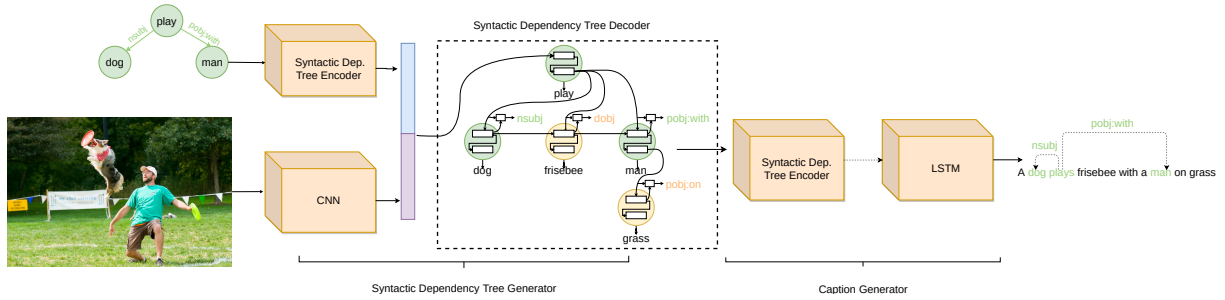 play
nsubj
pobj:with
dog
man
Syntactic Dep.
Tree Encoder
CNN
Syntactic Dependency Tree Decoder
play
nsubj
dobj
pobj:with
dog
frisebee
man
pobj:on
grass
Syntactic Dependency Tree Generator
Syntactic Dep.
Tree Encoder
LSTM
Caption Generator
pobj:with
nsubj
A dog plays frisebee with a man on grass